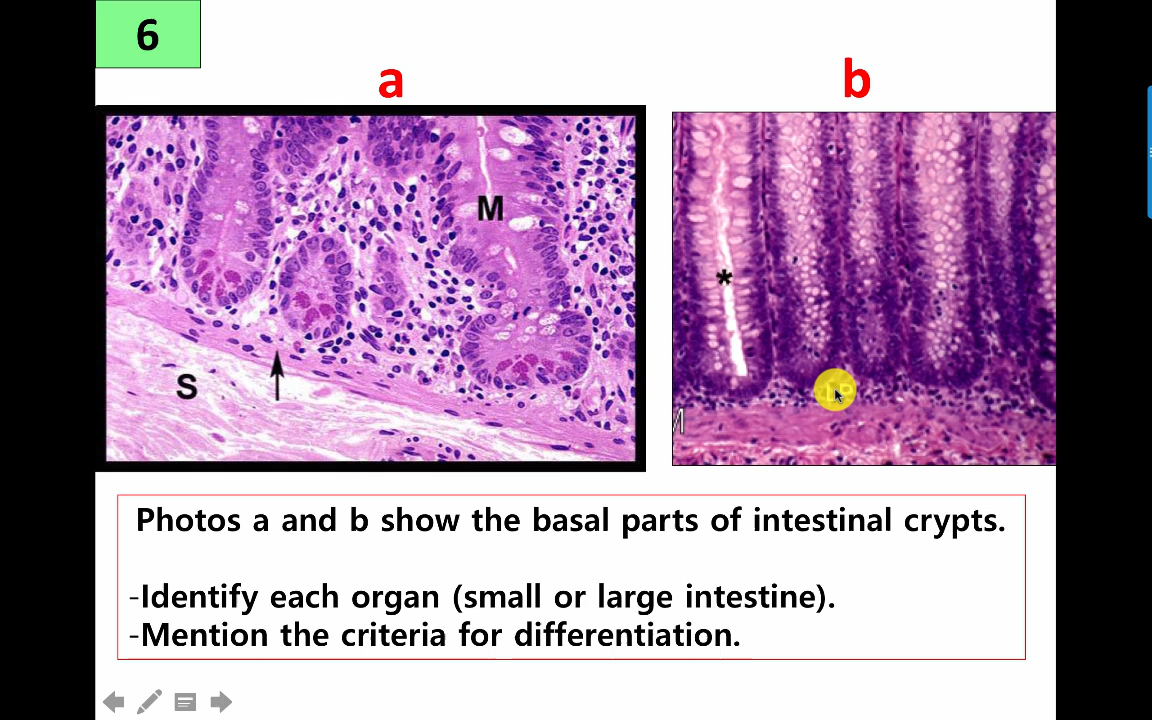 6
a
b
M
*
S
M
LP
Photos a and b show the basal parts of intestinal crypts.
-Identify each organ (small or large intestine).
-Mention the criteria for differentiation.